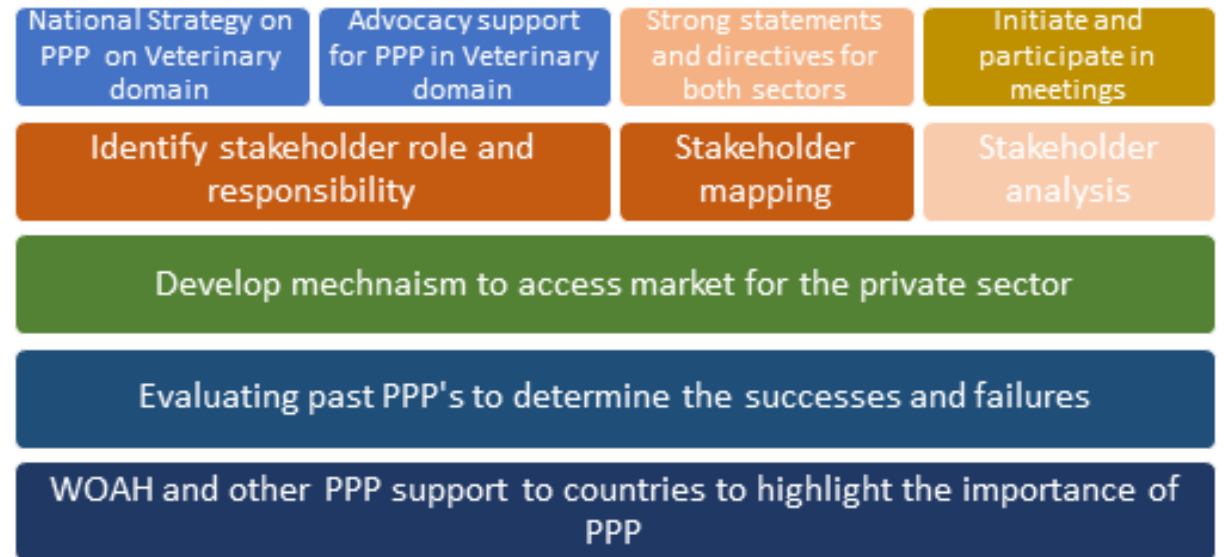 National Strategy on
PPP on Veterinary
domain
Advocacy support
for PPP in Veterinary
domain
Strong statements
and directives for
both sectors
Initiate and
participate in
meetings
Identify stakeholder role and
responsibility
Stakeholder
mapping
Stakeholder
analysis
Develop mechnaism to access market for the private sector
Evaluating past PPP's to determine the successes and failures
WOAH and other PPP support to countries to highlight the importance of
PPP